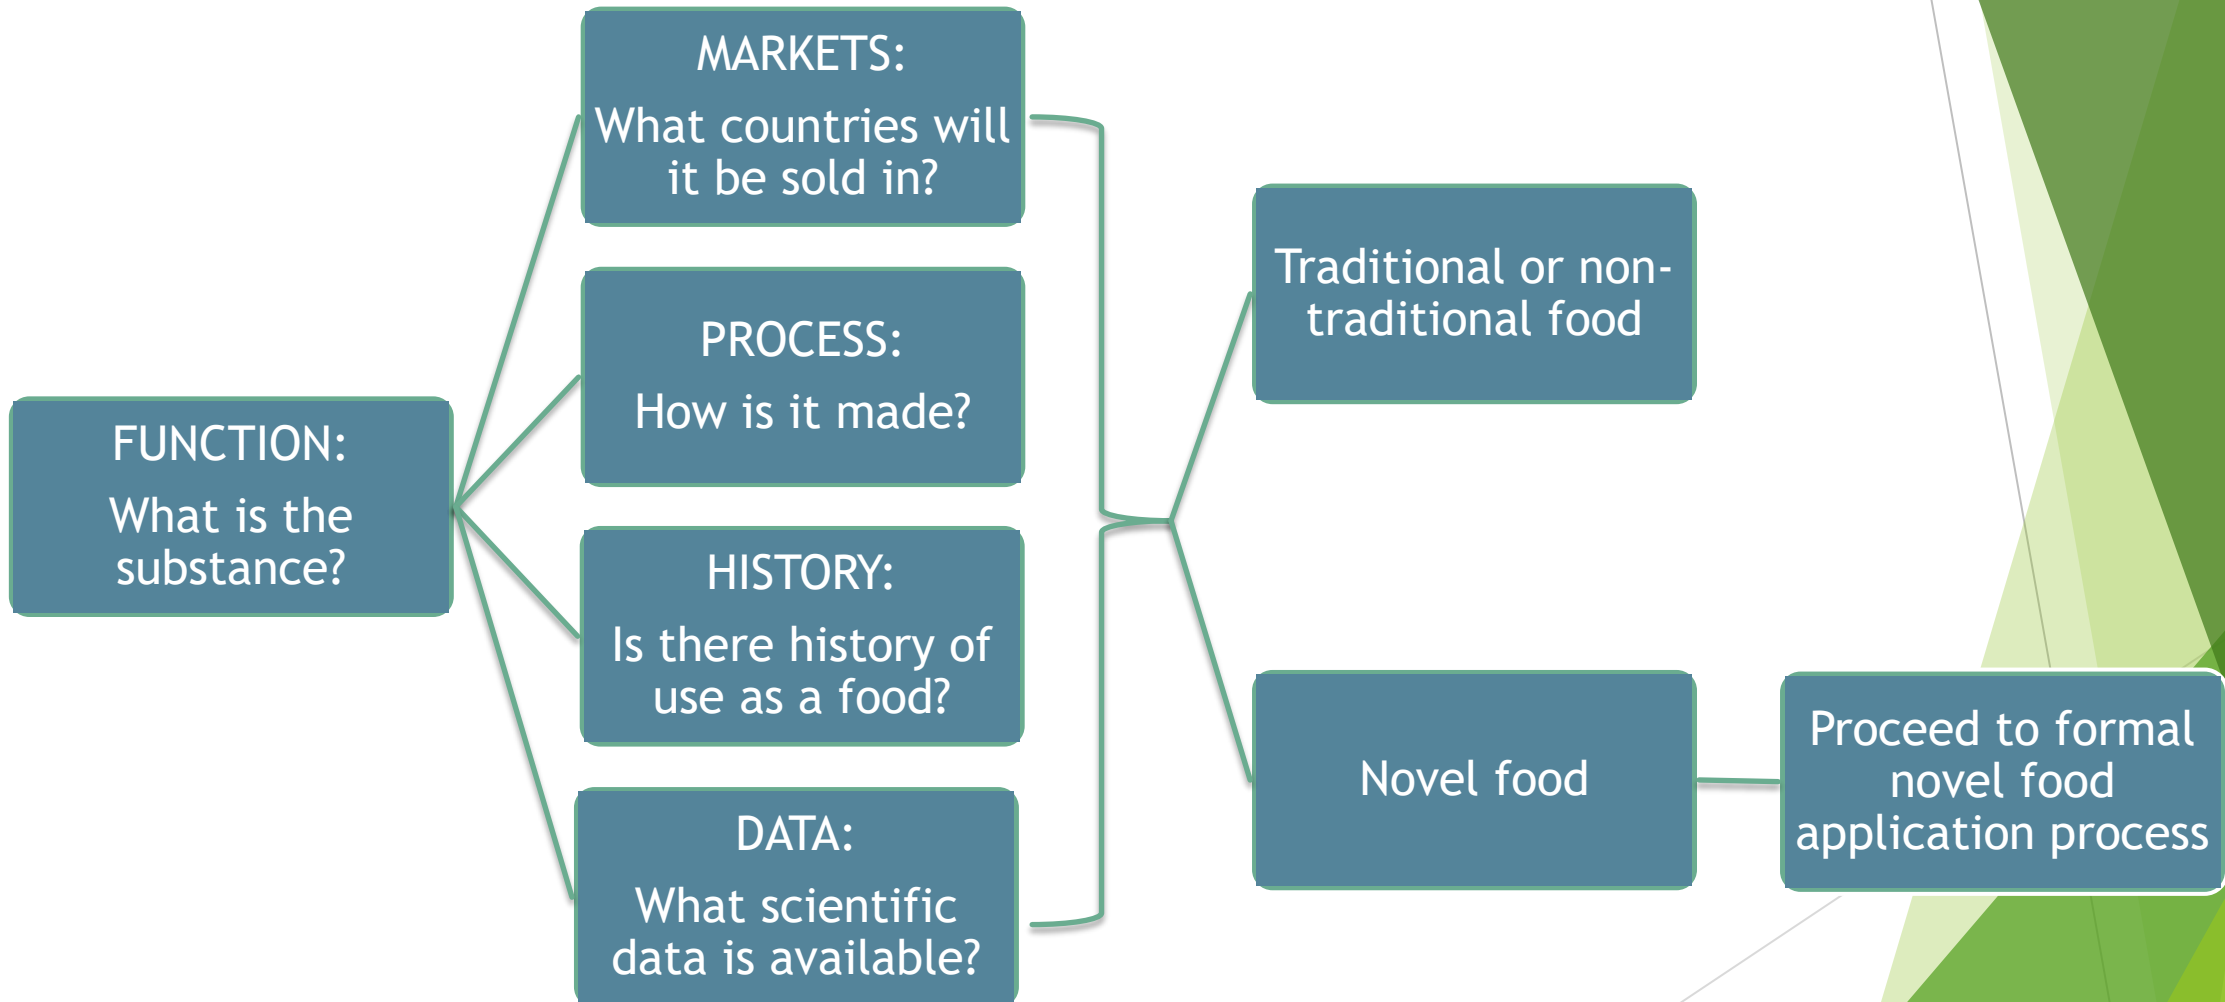 FUNCTION:
What is the
substance?
MARKETS:
What countries will
it be sold in?
PROCESS:
How is it made?
HISTORY:
Is there history of
use as a food?
DATA:
What scientific
data is available?
Traditional or non-
traditional food
Novel food
Proceed to formal
novel food
application process